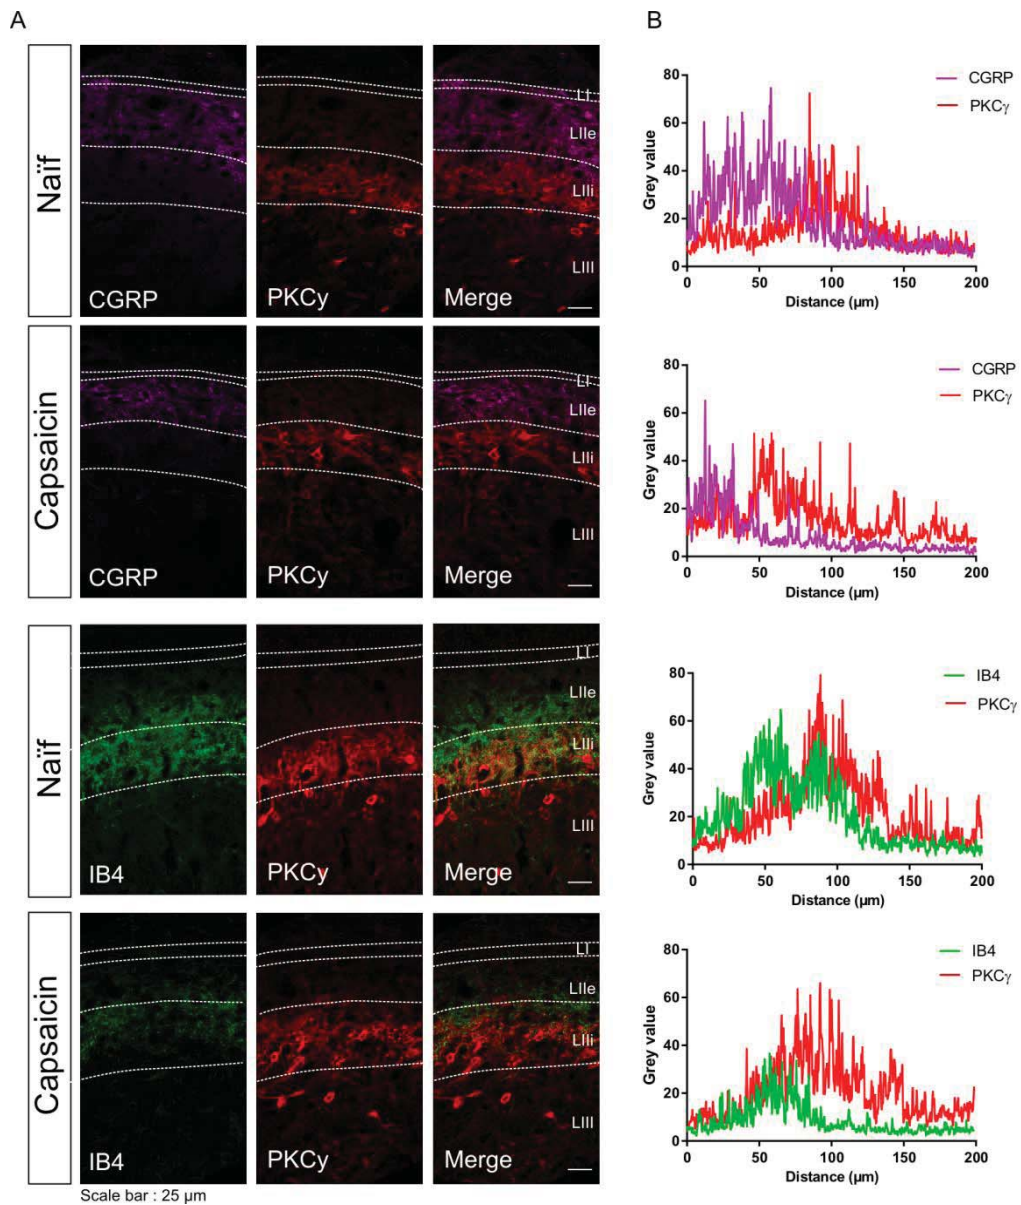 A
Naïf
CGRP
PKCy
Merge
LI
LIIe
LIIi
LIII
Capsaicin
CGRP
PKCy
Merge
LI
LIIe
LIIi
LIII
Naïf
IB4
PKCy
Merge
LI
LIIe
LIIi
LIII
Capsaicin
IB4
PKCy
Merge
LI
LIIe
LIIi
LIII
Scale bar : 25 µm
B
CGRP
PKCγ
Grey value
80
60
40
20
0
0 50 100 150 200
Distance (µm)
CGRP
PKCγ
Grey value
80
60
40
20
0
0 50 100 150 200
Distance (µm)
IB4
PKCγ
Grey value
80
60
40
20
0
0 50 100 150 200
Distance (µm)
IB4
PKCγ
Grey value
80
60
40
20
0
0 50 100 150 200
Distance (µm)